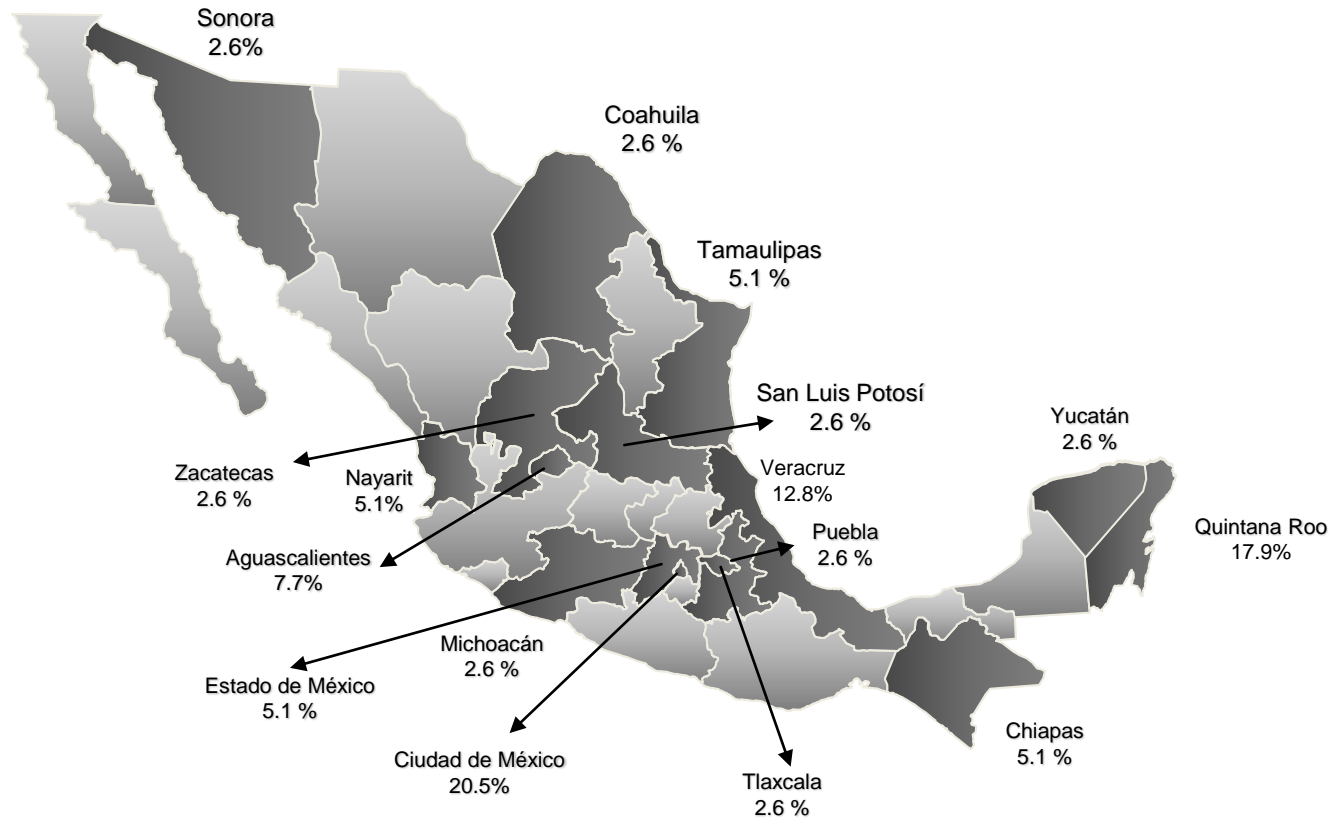 Sonora
2.6%
Coahuila
2.6 %
Tamaulipas
5.1 %
San Luis Potosí
2.6 %
Yucatán
2.6 %
Zacatecas
2.6 %
Nayarit
5.1%
Veracruz
12.8%
Quintana Roo
17.9%
Puebla
2.6 %
Aguascalientes
7.7%
Michoacán
2.6 %
Estado de México
5.1 %
Chiapas
5.1 %
Ciudad de México
20.5%
Tlaxcala
2.6 %